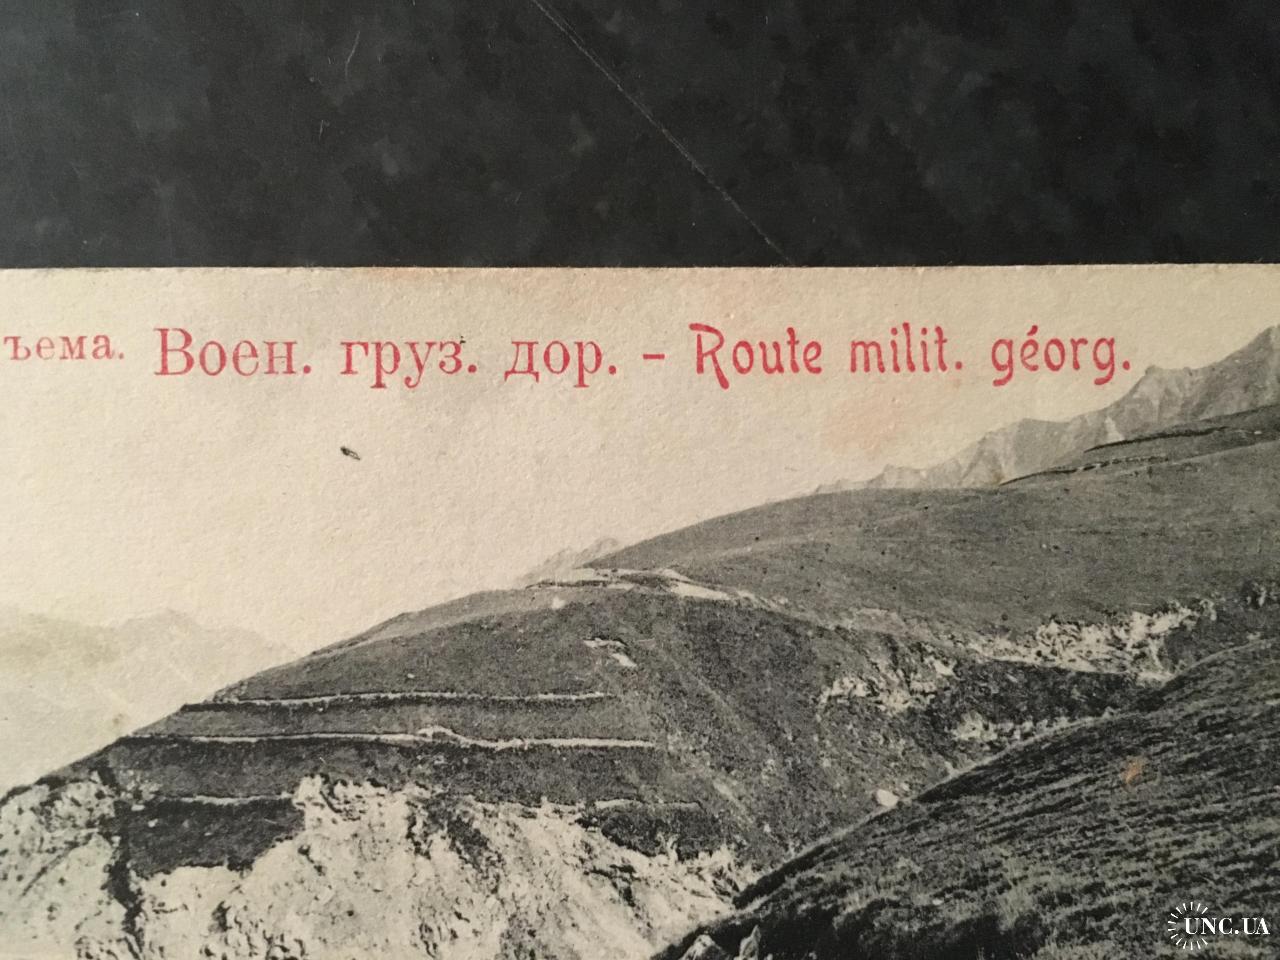 ъема. Воен. груз. дор. – Route milit. géorg.
UNC.UA